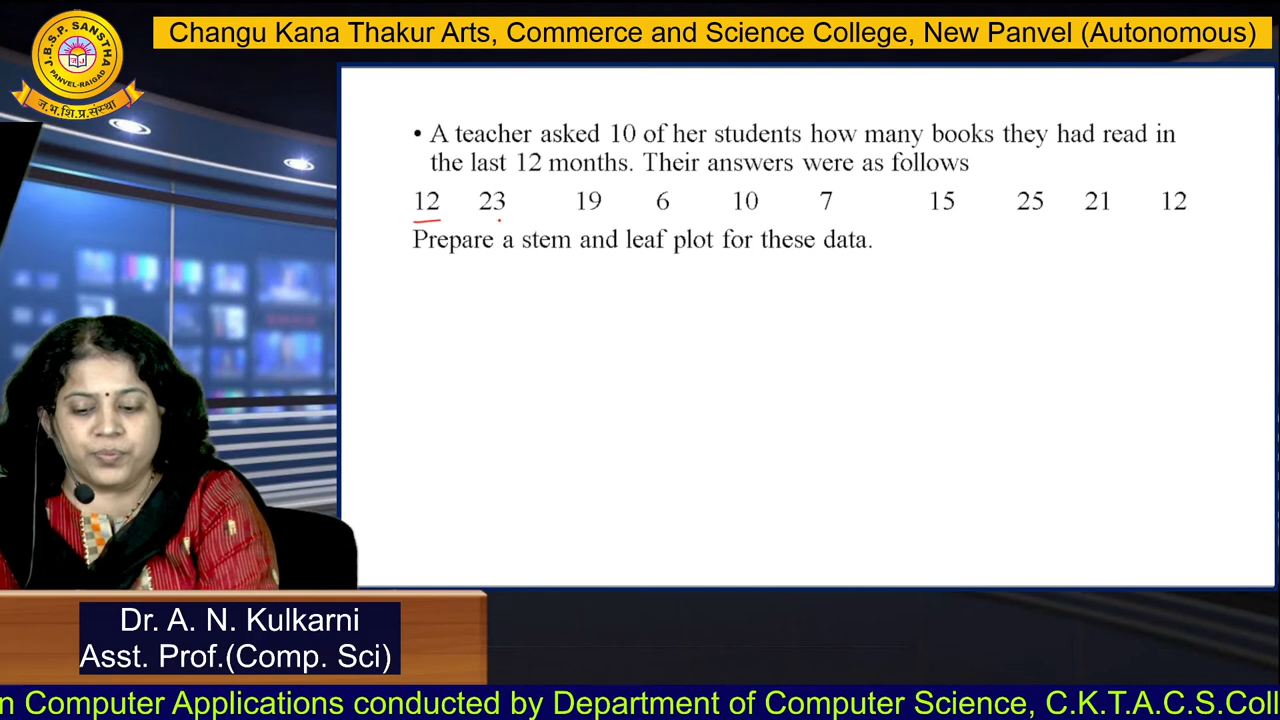 Changu Kana Thakur Arts, Commerce and Science College, New Panvel (Autonomous)
J.B.S.P. SANSTHA
PANVEL-RAIGAD
ज.भ.शि.प्र.संस्था
• A teacher asked 10 of her students how many books they had read in
the last 12 months. Their answers were as follows
12 23 19 6 10 7 15 25 21 12
Prepare a stem and leaf plot for these data.
Dr. A. N. Kulkarni
Asst. Prof.(Comp. Sci)
n Computer Applications conducted by Department of Computer Science, C.K.T.A.C.S.Coll